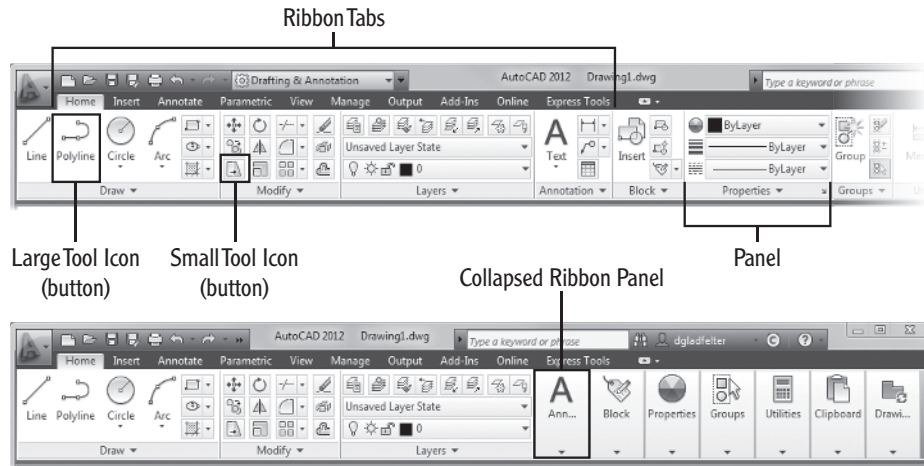 Ribbon Tabs
Drafting & Annotation AutoCAD 2012 Drawing1.dwg Type a keyword or phrase
Home Insert Annotate Parametric View Manage Output Add-Ins Online Express Tools
Line Polyline Circle Arc Unsaved Layer State 0 Text Insert ByLayer ByLayer ByLayer Group
Draw Modify Layers Annotation Block Properties Groups
Large Tool Icon
(button)
Small Tool Icon
(button)
Panel
Collapsed Ribbon Panel
AutoCAD 2012 Drawing1.dwg Type a keyword or phrase dgladfelter
Home Insert Annotate Parametric View Manage Output Add-Ins Online Express Tools
Line Polyline Circle Arc Unsaved Layer State 0 Ann... Block Properties Groups Utilities Clipboard Drawi...
Draw Modify Layers